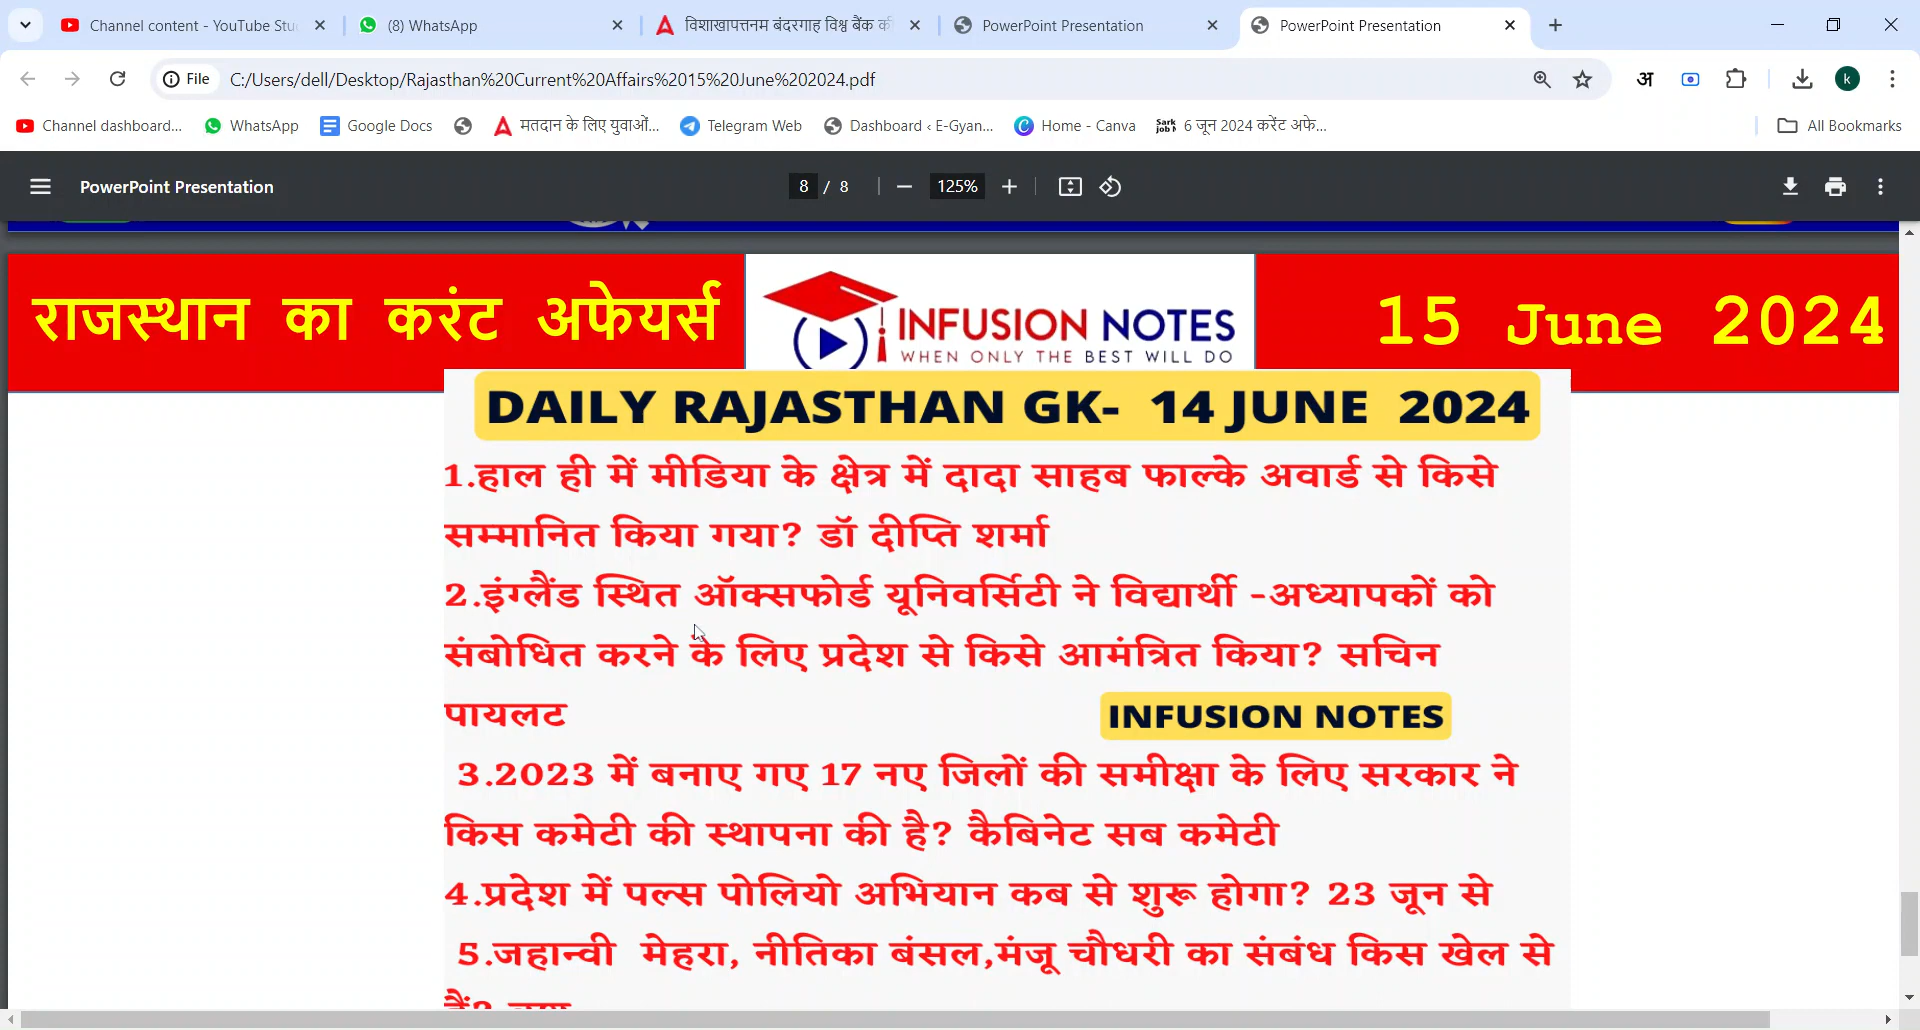 Channel content - YouTube Stu
(8) WhatsApp
विशाखापत्तनम बंदरगाह विश्व बैंक की
PowerPoint Presentation
PowerPoint Presentation
File
C:/Users/dell/Desktop/Rajasthan%20Current%20Affairs%2015%20June%202024.pdf
अ
k
Channel dashboard...
WhatsApp
Google Docs
मतदान के लिए युवाओं...
Telegram Web
Dashboard ‹ E-Gyan...
Home - Canva
Sark job
6 जून 2024 करेंट अफे...
All Bookmarks
PowerPoint Presentation
8 / 8
125%
राजस्थान का करंट अफेयर्स
INFUSION NOTES
WHEN ONLY THE BEST WILL DO
15 June 2024
DAILY RAJASTHAN GK- 14 JUNE 2024
1.हाल ही में मीडिया के क्षेत्र में दादा साहब फाल्के अवार्ड से किसे
सम्मानित किया गया? डॉ दीप्ति शर्मा
2.इंग्लैंड स्थित ऑक्सफोर्ड यूनिवर्सिटी ने विद्यार्थी -अध्यापकों को
संबोधित करने के लिए प्रदेश से किसे आमंत्रित किया? सचिन
पायलट
INFUSION NOTES
3.2023 में बनाए गए 17 नए जिलों की समीक्षा के लिए सरकार ने
किस कमेटी की स्थापना की है? कैबिनेट सब कमेटी
4.प्रदेश में पल्स पोलियो अभियान कब से शुरू होगा? 23 जून से
5.जहान्वी मेहरा, नीतिका बंसल,मंजू चौधरी का संबंध किस खेल से